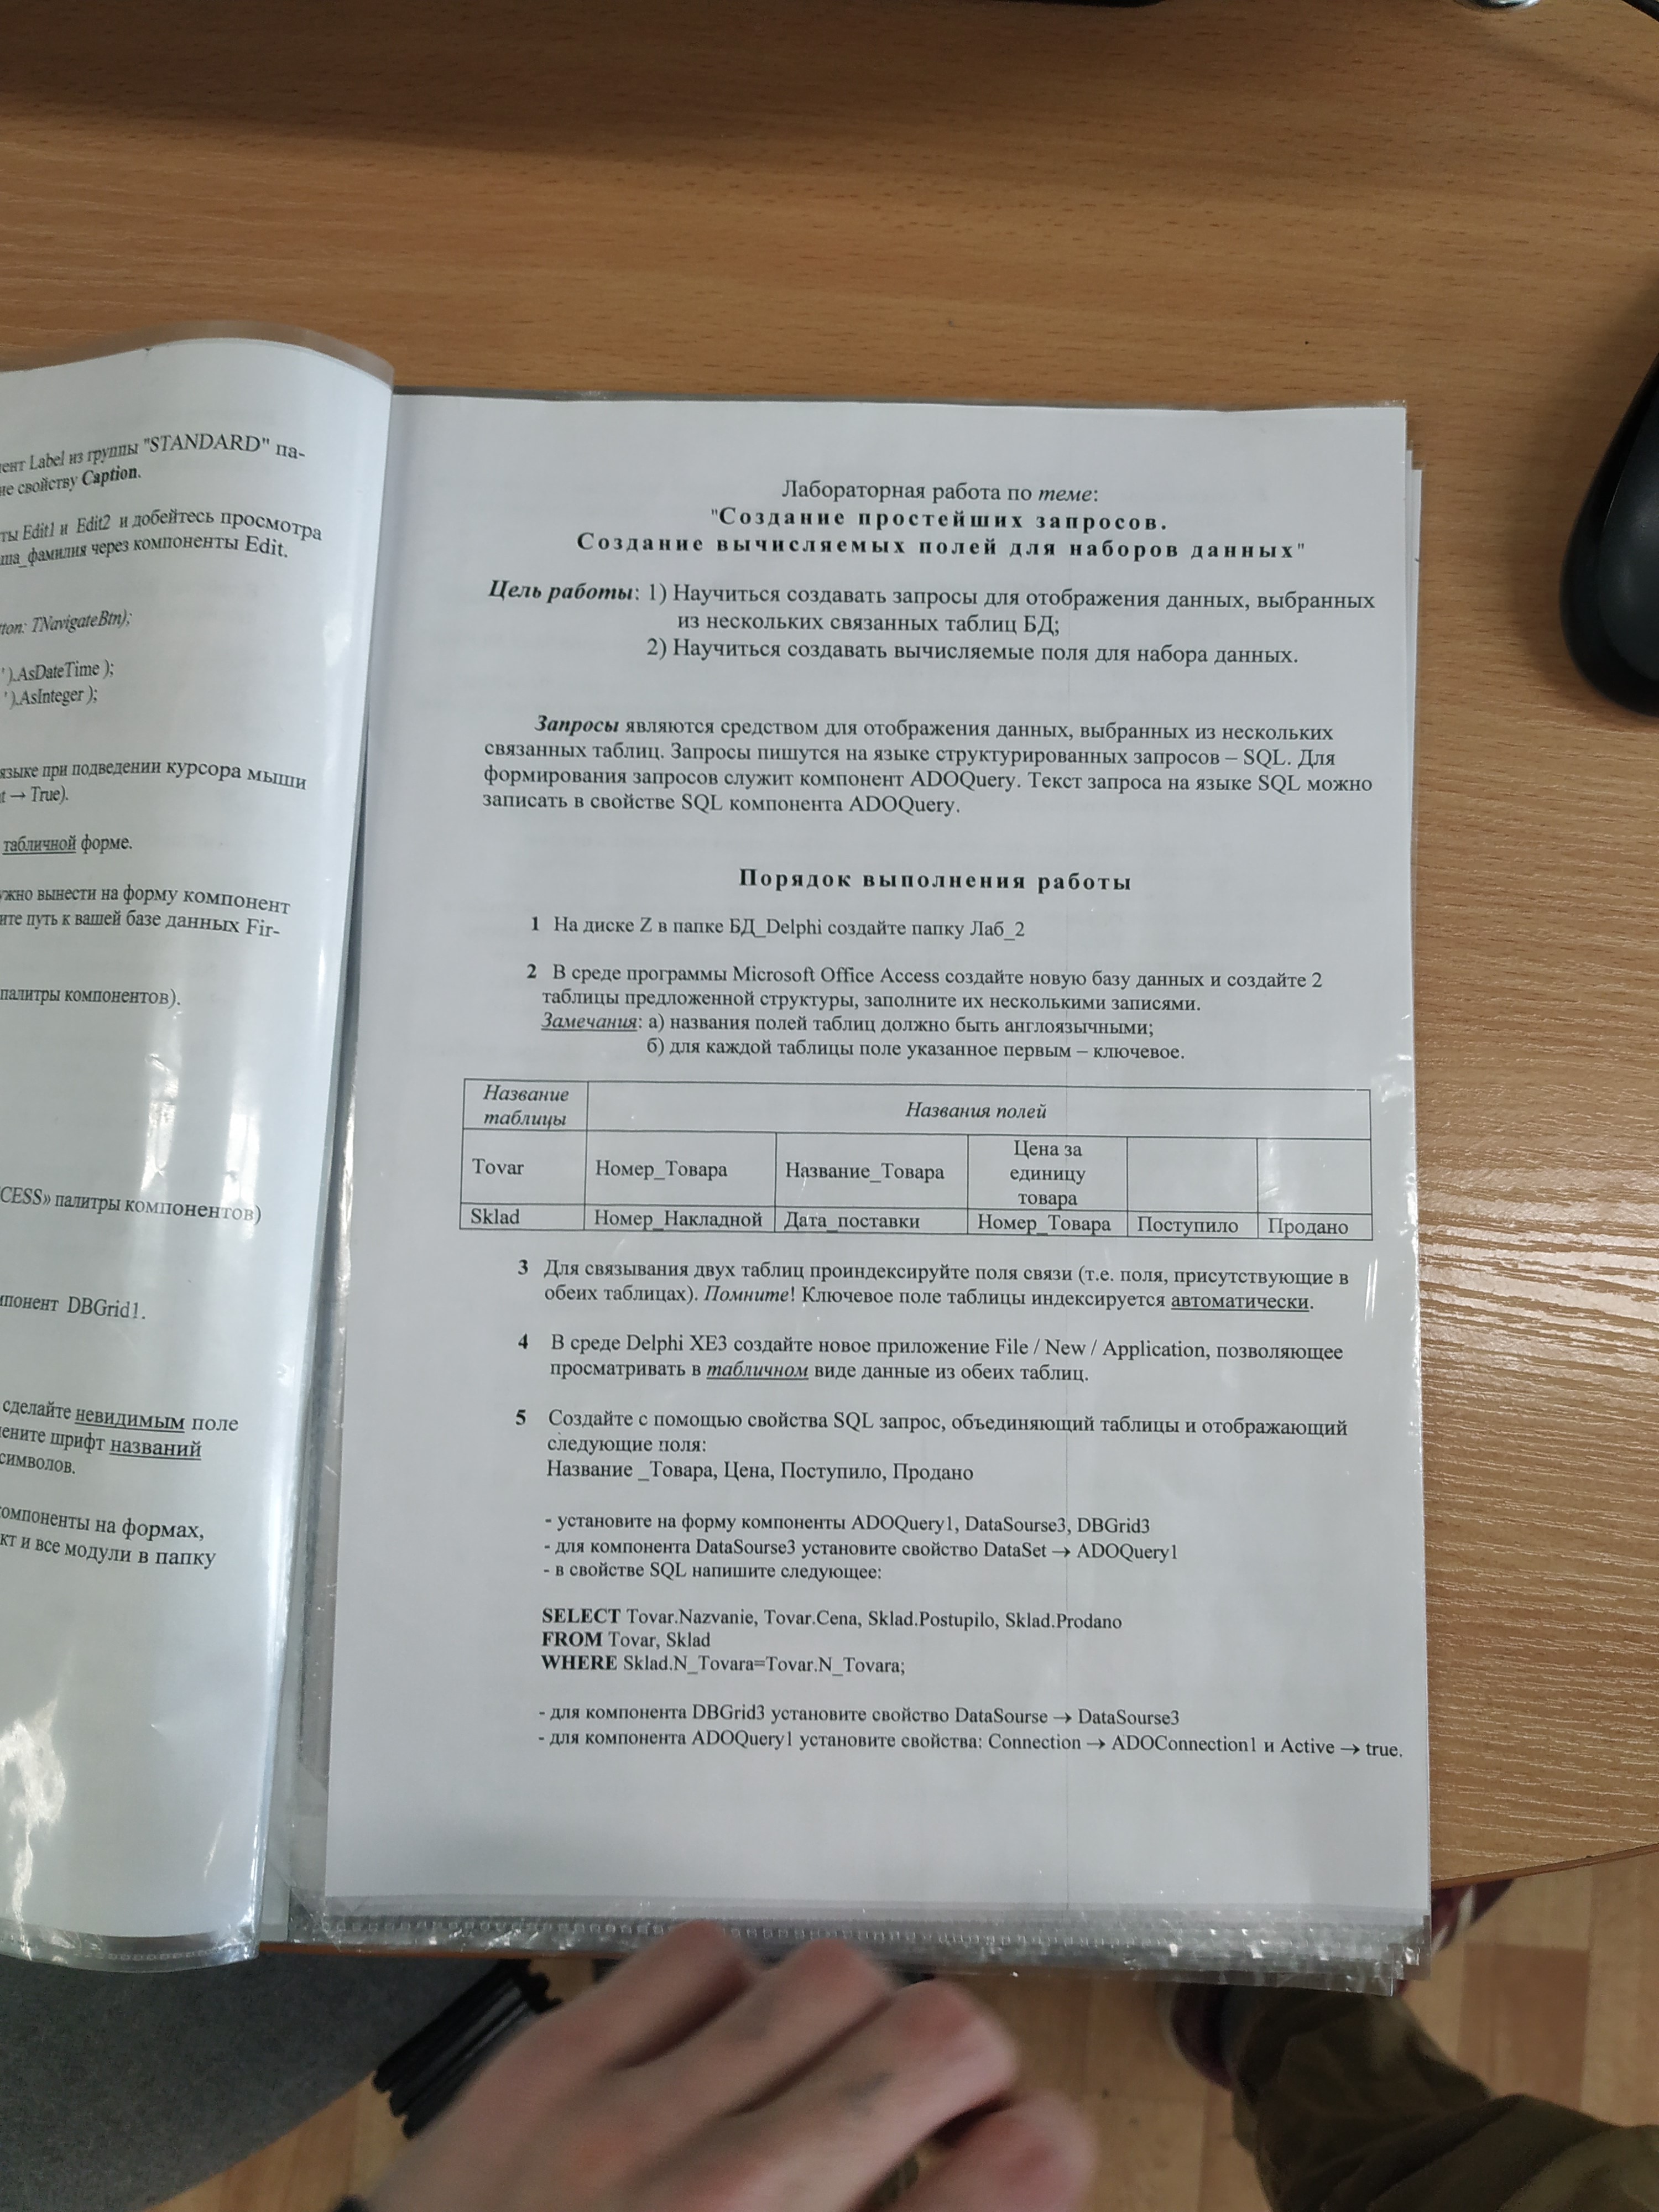 ент Label из группы "STANDARD" па-
ие свойству Caption.
ты Edit1 и Edit2 и добейтесь просмотра
ша_фамилия через компоненты Edit.
tton: TNavigateBtn);
' ).AsDateTime );
' ).AsInteger );
языке при подведении курсора мыши
t → True).
табличной форме.
ужно вынести на форму компонент
ите путь к вашей базе данных Fir-
палитры компонентов).
CESS» палитры компонентов)
мпонент DBGrid1.
сделайте невидимым поле
ените шрифт названий
символов.
омпоненты на формах,
кт и все модули в папку
Лабораторная работа по теме:
"Создание простейших запросов.
Создание вычисляемых полей для наборов данных"
Цель работы: 1) Научиться создавать запросы для отображения данных, выбранных
из нескольких связанных таблиц БД;
2) Научиться создавать вычисляемые поля для набора данных.
Запросы являются средством для отображения данных, выбранных из нескольких
связанных таблиц. Запросы пишутся на языке структурированных запросов – SQL. Для
формирования запросов служит компонент ADOQuery. Текст запроса на языке SQL можно
записать в свойстве SQL компонента ADOQuery.
Порядок выполнения работы
1 На диске Z в папке БД_Delphi создайте папку Лаб_2
2 В среде программы Microsoft Office Access создайте новую базу данных и создайте 2
таблицы предложенной структуры, заполните их несколькими записями.
Замечания: а) названия полей таблиц должно быть англоязычными;
б) для каждой таблицы поле указанное первым – ключевое.
Название
таблицы
Названия полей
Tovar Номер_Товара Название_Товара Цена за
единицу
товара
Sklad Номер_Накладной Дата_поставки Номер_Товара Поступило Продано
3 Для связывания двух таблиц проиндексируйте поля связи (т.е. поля, присутствующие в
обеих таблицах). Помните! Ключевое поле таблицы индексируется автоматически.
4 В среде Delphi XE3 создайте новое приложение File / New / Application, позволяющее
просматривать в табличном виде данные из обеих таблиц.
5 Создайте с помощью свойства SQL запрос, объединяющий таблицы и отображающий
следующие поля:
Название _Товара, Цена, Поступило, Продано
- установите на форму компоненты ADOQuery1, DataSourse3, DBGrid3
- для компонента DataSourse3 установите свойство DataSet → ADOQuery1
- в свойстве SQL напишите следующее:
SELECT Tovar.Nazvanie, Tovar.Cena, Sklad.Postupilo, Sklad.Prodano
FROM Tovar, Sklad
WHERE Sklad.N_Tovara=Tovar.N_Tovara;
- для компонента DBGrid3 установите свойство DataSourse → DataSourse3
- для компонента ADOQuery1 установите свойства: Connection → ADOConnection1 и Active → true.